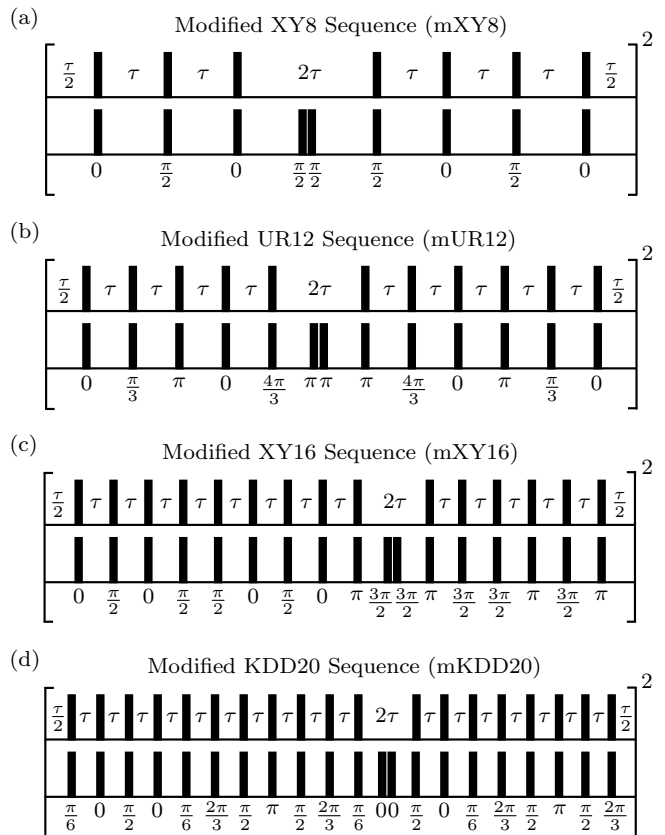 (a) Modified XY8 Sequence (mXY8)
2
τ/2 τ τ 2τ τ τ τ τ/2
0 π/2 0 π/2 π/2 π/2 0 π/2 0
(b) Modified UR12 Sequence (mUR12)
2
τ/2 τ τ τ τ 2τ τ τ τ τ τ τ/2
0 π/3 π 0 4π/3 π π π 4π/3 0 π π/3 0
(c) Modified XY16 Sequence (mXY16)
2
τ/2 τ τ τ τ τ τ τ τ 2τ τ τ τ τ τ τ/2
0 π/2 0 π/2 π/2 0 π/2 0 π 3π/2 3π/2 π 3π/2 3π/2 π 3π/2 π
(d) Modified KDD20 Sequence (mKDD20)
2
τ/2 τ τ τ τ τ τ τ τ τ τ 2τ τ τ τ τ τ τ τ τ/2
π/6 0 π/2 0 π/6 2π/3 π/2 π π/2 2π/3 π/6 0 0 π/2 0 π/6 2π/3 π/2 π π/2 2π/3